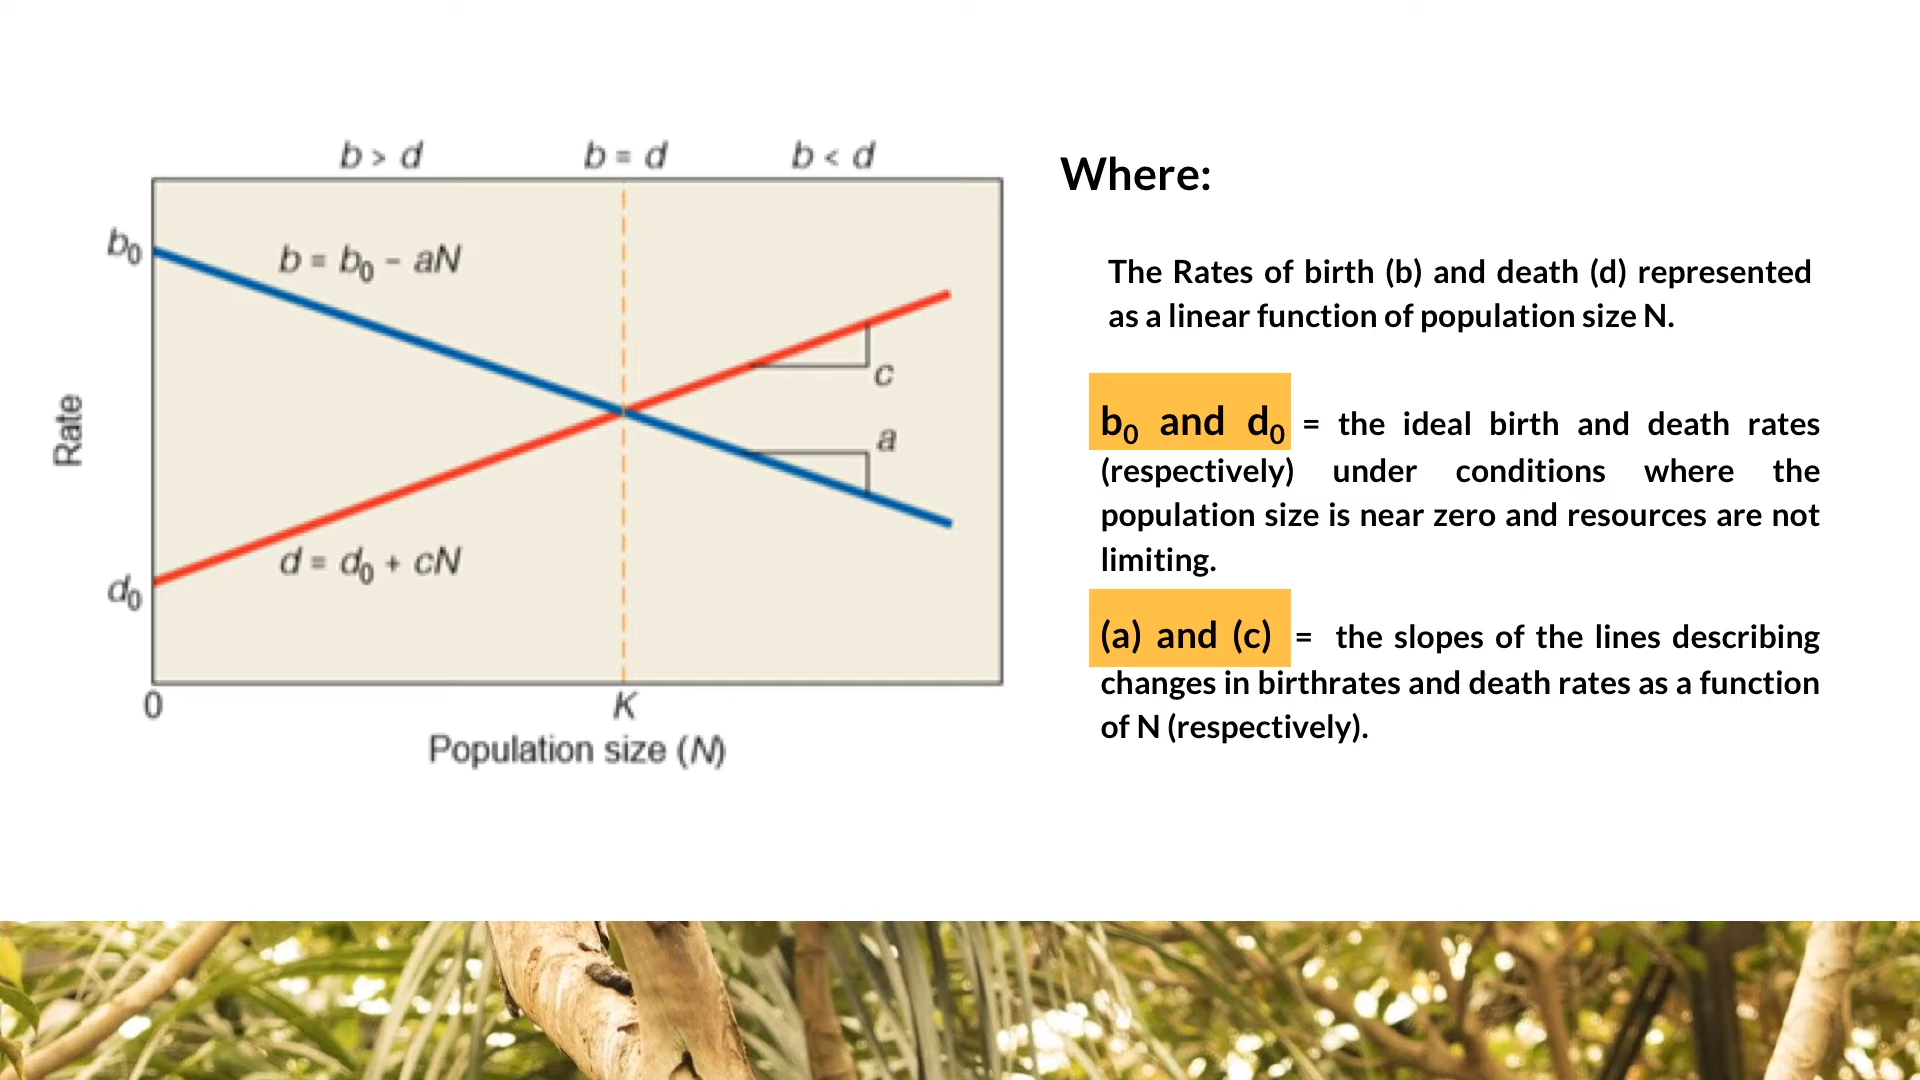 b > d b = d b < d
b₀
b = b₀ - aN
c
a
Rate
d = d₀ + cN
d₀
0 K
Population size (N)
Where:
The Rates of birth (b) and death (d) represented
as a linear function of population size N.
b₀ and d₀ = the ideal birth and death rates
(respectively) under conditions where the
population size is near zero and resources are not
limiting.
(a) and (c) = the slopes of the lines describing
changes in birthrates and death rates as a function
of N (respectively).